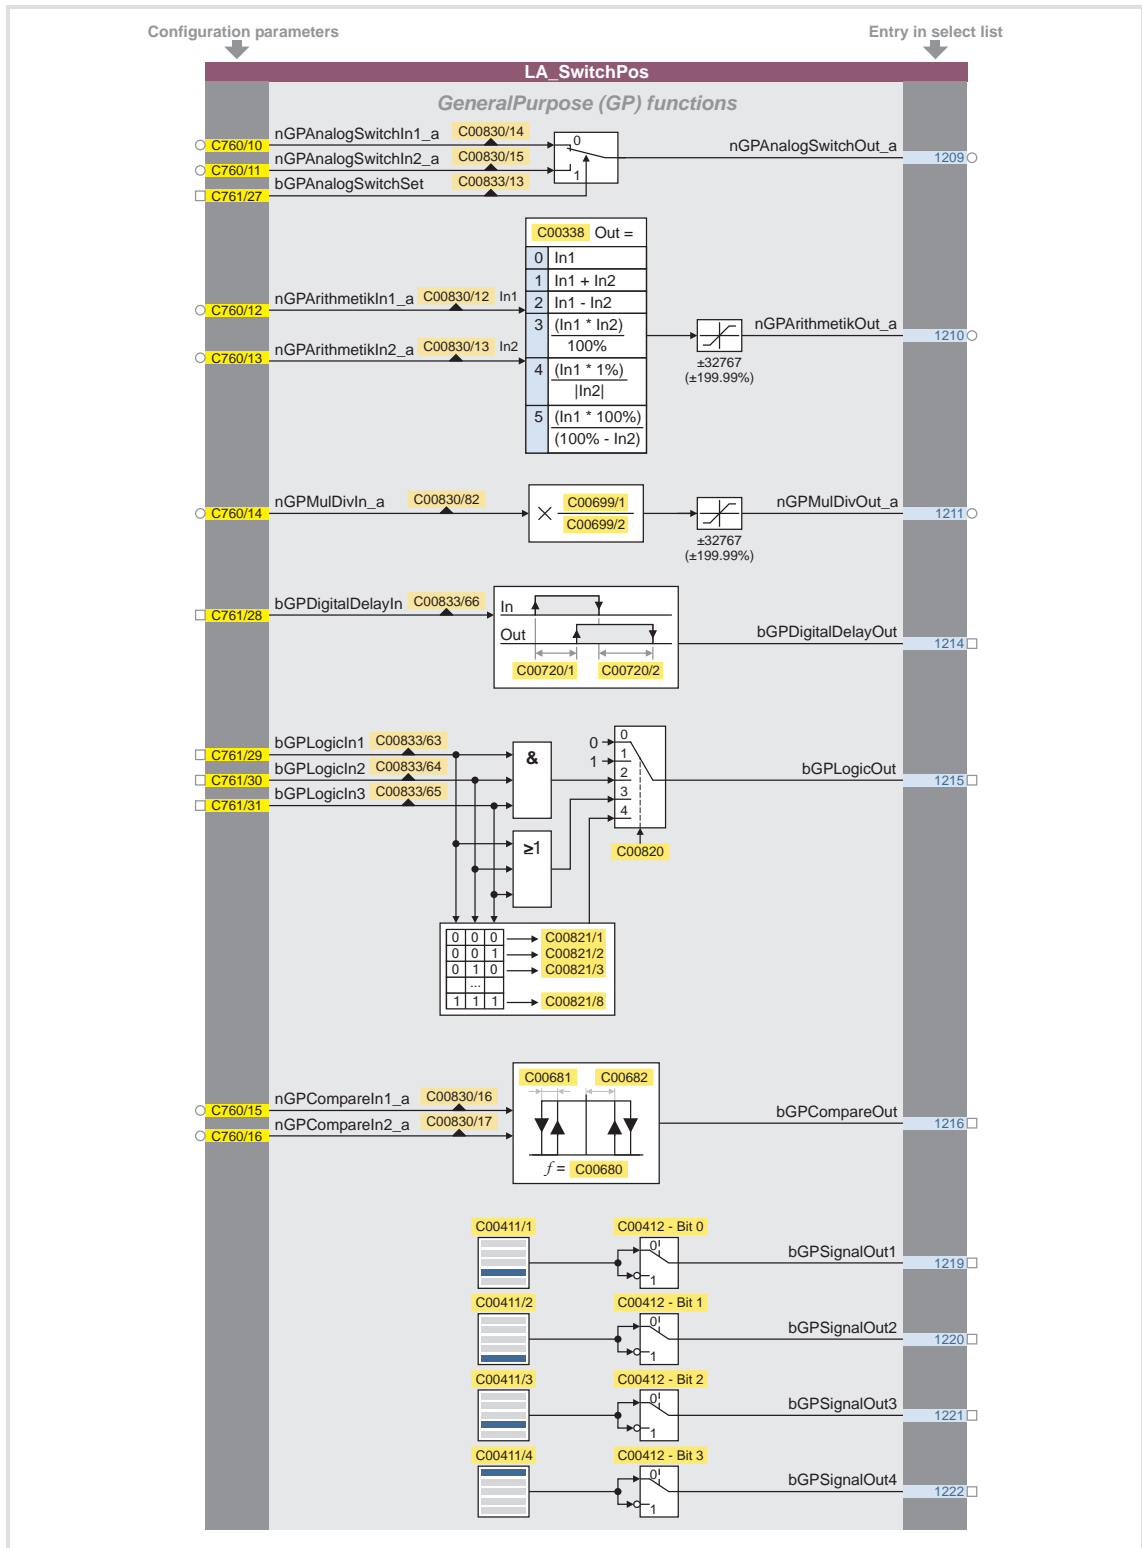 Configuration parameters
Entry in select list
LA_SwitchPos
GeneralPurpose (GP) functions
nGPAnalogSwitchIn1_a C00830/14
C760/10
nGPAnalogSwitchIn2_a C00830/15
C760/11
bGPAnalogSwitchSet C00833/13
C761/27
0
1
nGPAnalogSwitchOut_a
1209
C00338 Out =
0 In1
1 In1 + In2
2 In1 - In2
3 (In1 * In2)
100%
4 (In1 * 1%)
|In2|
5 (In1 * 100%)
(100% - In2)
nGPArithmetikIn1_a C00830/12 In1
C760/12
nGPArithmetikIn2_a C00830/13 In2
C760/13
±32767
(±199.99%)
nGPArithmetikOut_a
1210
nGPMulDivIn_a C00830/82
C760/14
× C00699/1
C00699/2
±32767
(±199.99%)
nGPMulDivOut_a
1211
bGPDigitalDelayIn C00833/66
C761/28
In
Out
C00720/1 C00720/2
bGPDigitalDelayOut
1214
bGPLogicIn1 C00833/63
C761/29
bGPLogicIn2 C00833/64
C761/30
bGPLogicIn3 C00833/65
C761/31
&
≥1
0 0
1 1
2
3
4
C00820
bGPLogicOut
1215
0 0 0 C00821/1
0 0 1 C00821/2
0 1 0 C00821/3
...
1 1 1 C00821/8
nGPCompareIn1_a C00830/16
C760/15
nGPCompareIn2_a C00830/17
C760/16
C00681 C00682
f = C00680
bGPCompareOut
1216
C00411/1 C00412 - Bit 0
0
1
bGPSignalOut1
1219
C00411/2 C00412 - Bit 1
0
1
bGPSignalOut2
1220
C00411/3 C00412 - Bit 2
0
1
bGPSignalOut3
1221
C00411/4 C00412 - Bit 3
0
1
bGPSignalOut4
1222